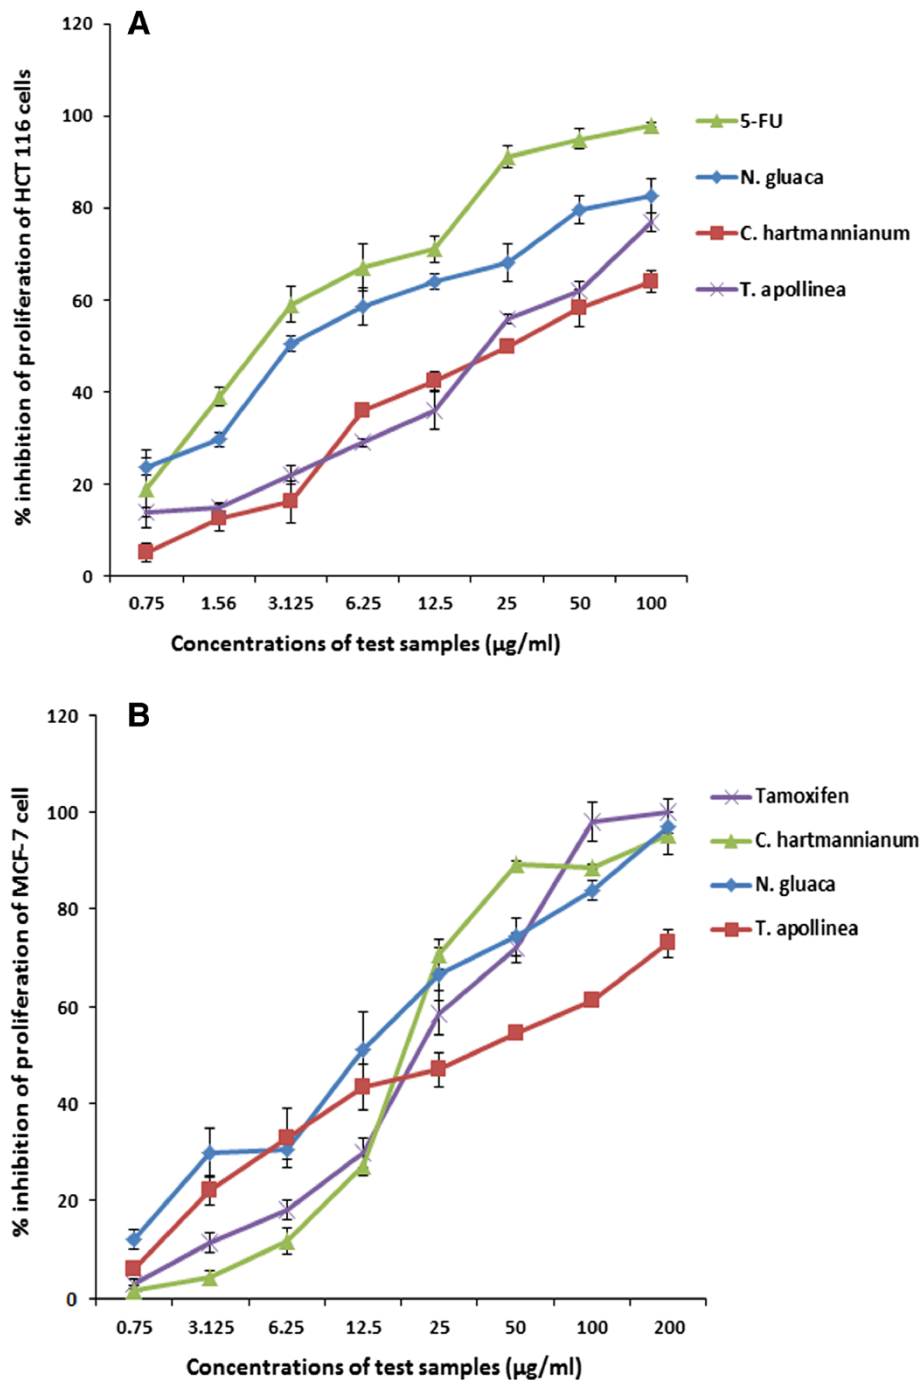 A
120
100
80
60
40
20
0
% inhibition of proliferation of HCT 116 cells
0.75 1.56 3.125 6.25 12.5 25 50 100
Concentrations of test samples (µg/ml)
5-FU
N. gluaca
C. hartmannianum
T. apollinea
B
120
100
80
60
40
20
0
% inhibition of proliferation of MCF-7 cell
0.75 3.125 6.25 12.5 25 50 100 200
Concentrations of test samples (µg/ml)
Tamoxifen
C. hartmannianum
N. gluaca
T. apollinea